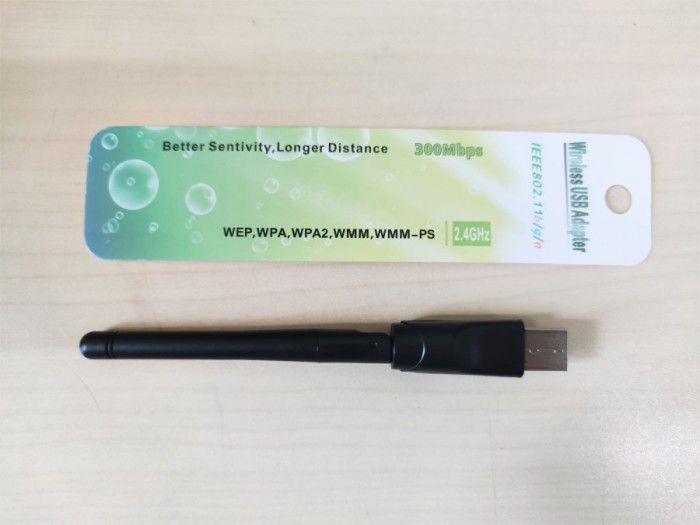 Better Sentivity,Longer Distance
300Mbps
WEP,WPA,WPA2,WMM,WMM-PS
2.4GHz
Wireless USB Adapter
IEEE802.11b/g/n